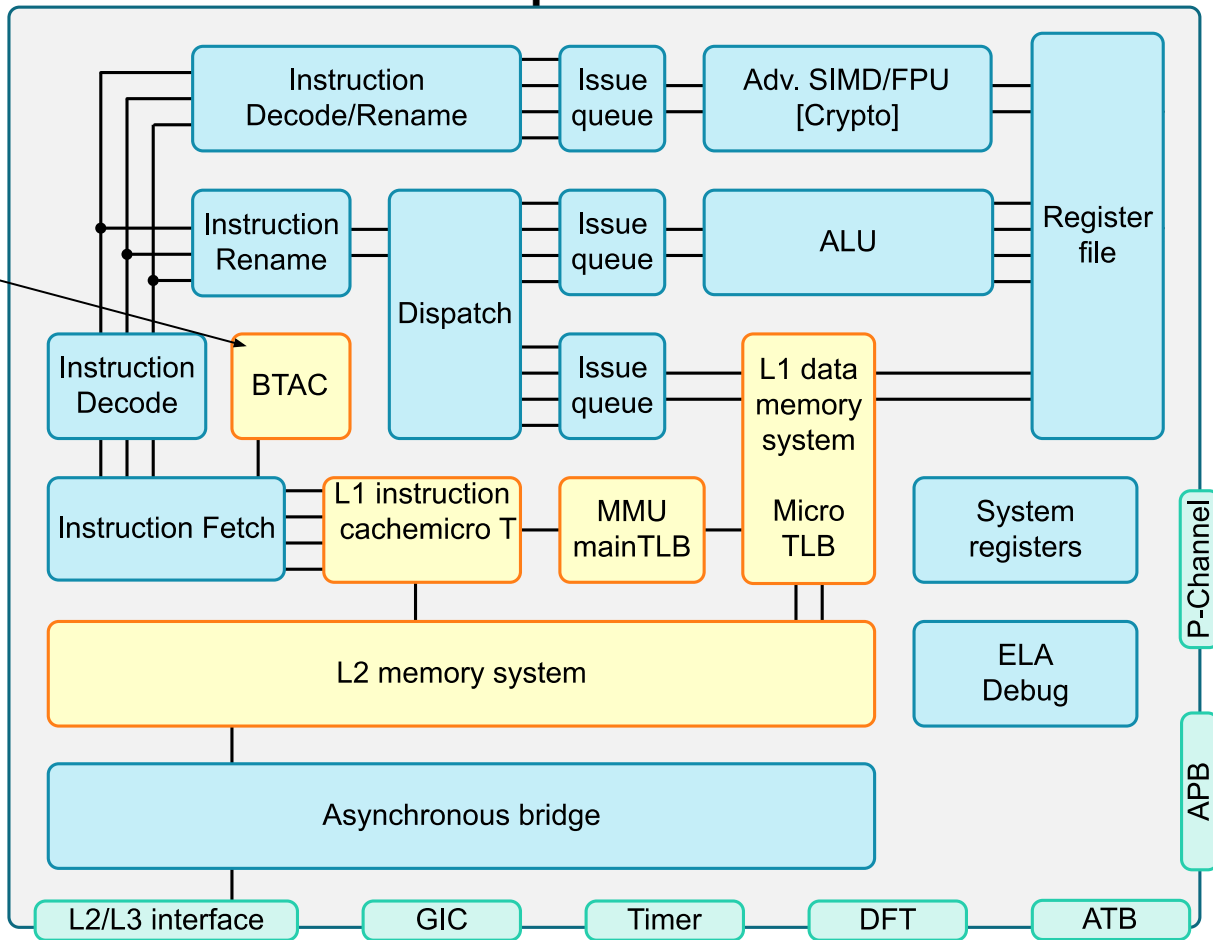 Instruction
Decode/Rename
Issue
queue
Adv. SIMD/FPU
[Crypto]
Register
file
Instruction
Rename
Dispatch
Issue
queue
ALU
Instruction
Decode
BTAC
Issue
queue
L1 data
memory
system
Micro
TLB
Instruction Fetch
L1 instruction
cachemicro T
MMU
mainTLB
System
registers
P-Channel
L2 memory system
ELA
Debug
Asynchronous bridge
APB
L2/L3 interface
GIC
Timer
DFT
ATB